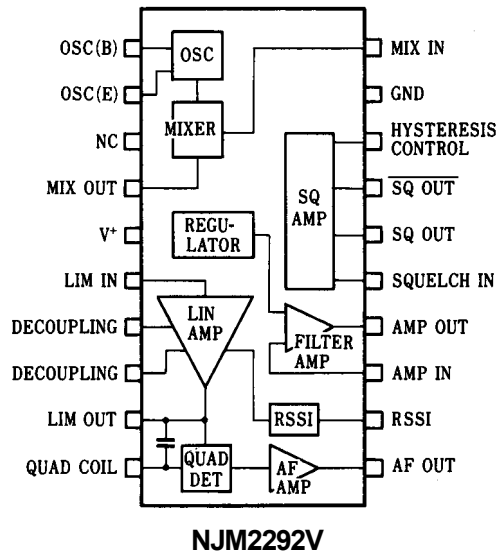 OSC(B)
OSC(E)
NC
MIX OUT
V⁺
LIM IN
DECOUPLING
DECOUPLING
LIM OUT
QUAD COIL
OSC
MIXER
REGU-
LATOR
LIN
AMP
QUAD
DET
SQ
AMP
FILTER
AMP
RSSI
AF
AMP
MIX IN
GND
HYSTERESIS
CONTROL
SQ OUT
SQ OUT
SQUELCH IN
AMP OUT
AMP IN
RSSI
AF OUT
NJM2292V